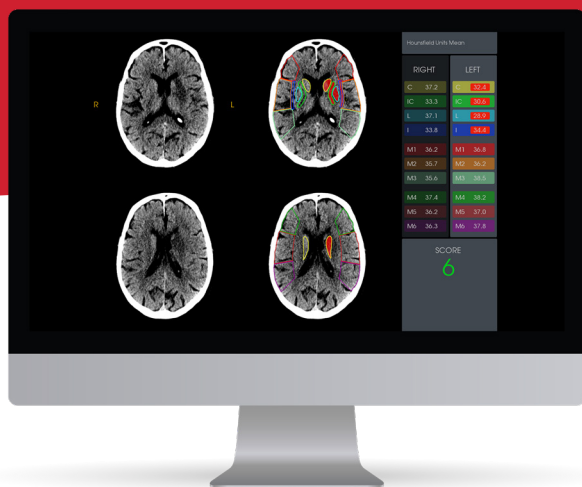 R
L
Hounsfield Units Mean
RIGHT LEFT
C 37.2 C 32.4
IC 33.3 IC 30.6
L 37.1 L 28.9
I 33.8 I 34.4
M1 36.2 M1 36.8
M2 35.7 M2 36.2
M3 35.6 M3 38.5
M4 37.4 M4 38.2
M5 36.2 M5 37.0
M6 36.3 M6 37.8
SCORE
6